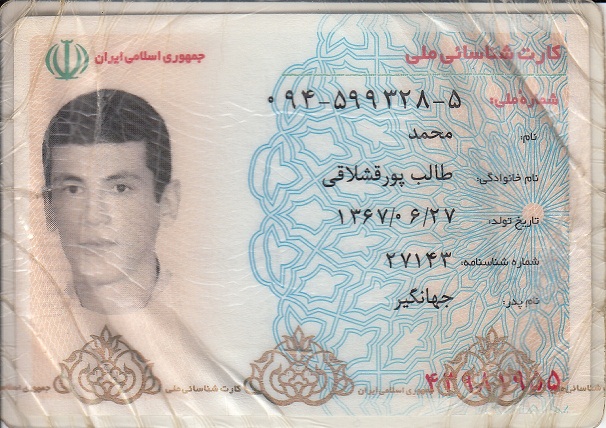 جمهوری اسلامی ایران
کارت شناسائی ملی
شماره ملی: ۰۹۴-۵۹۹۳۲۸-۵
نام: محمد
نام خانوادگی: طالب پورقشلاقی
تاریخ تولد: ۱۳۶۷/۰۶/۲۷
شماره شناسنامه: ۲۷۱۴۳
نام پدر: جهانگیر
جمهوری کارت شناسائی ملی جمهوری اسلامی ایران